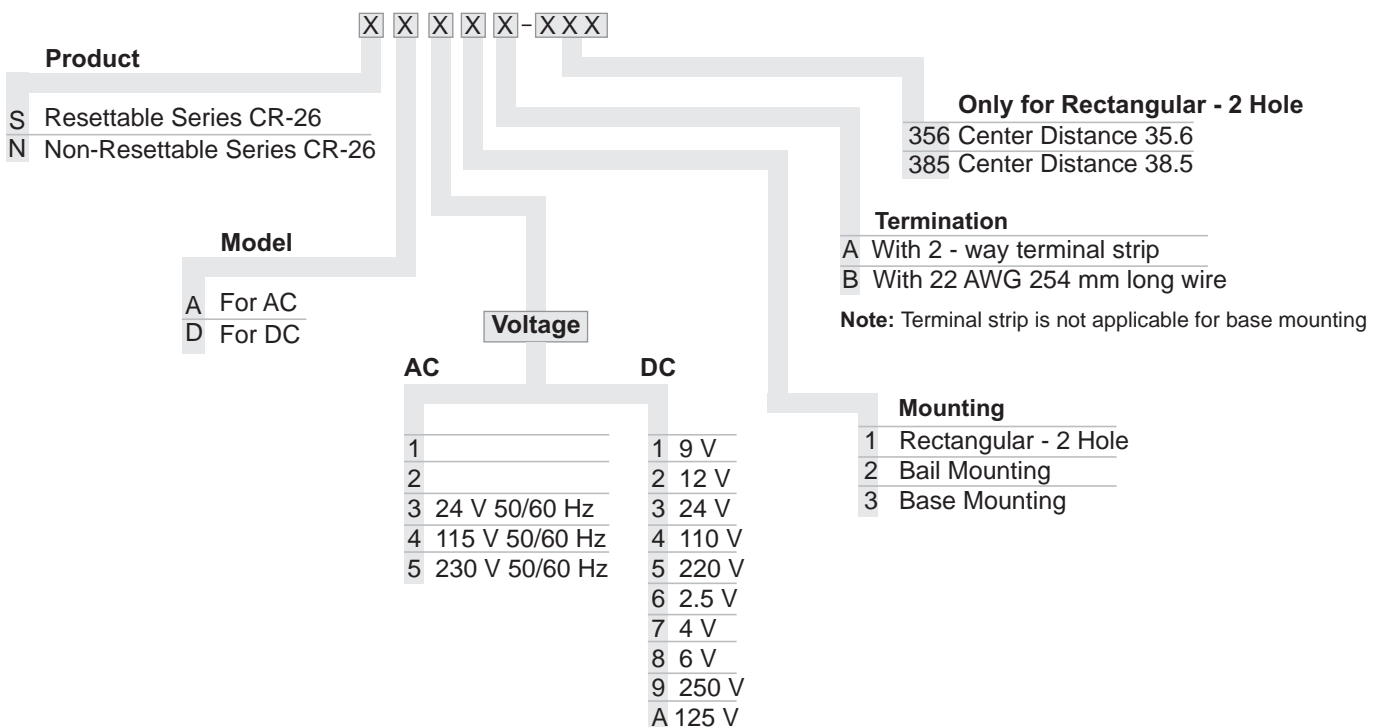 X X X X X - X X X
Product
S Resettable Series CR-26
N Non-Resettable Series CR-26
Only for Rectangular - 2 Hole
356 Center Distance 35.6
385 Center Distance 38.5
Termination
A With 2 - way terminal strip
B With 22 AWG 254 mm long wire
Note: Terminal strip is not applicable for base mounting
Model
A For AC
D For DC
Voltage
AC
1
2
3 24 V 50/60 Hz
4 115 V 50/60 Hz
5 230 V 50/60 Hz
DC
1 9 V
2 12 V
3 24 V
4 110 V
5 220 V
6 2.5 V
7 4 V
8 6 V
9 250 V
A 125 V
Mounting
1 Rectangular - 2 Hole
2 Bail Mounting
3 Base Mounting